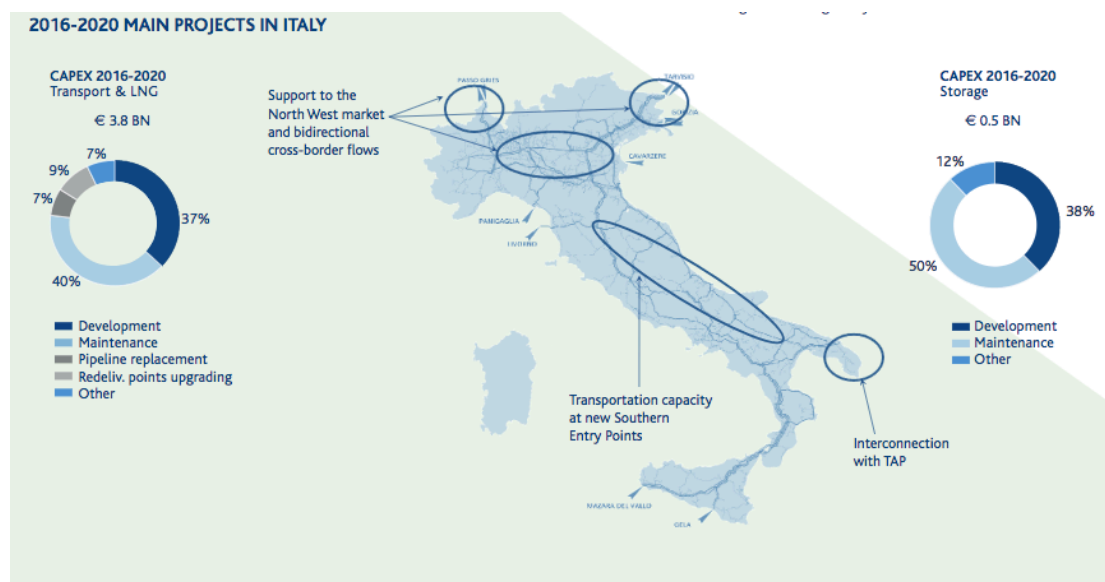 2016-2020 MAIN PROJECTS IN ITALY
CAPEX 2016-2020
Transport & LNG
€ 3.8 BN
7%
9%
7%
37%
40%
Development
Maintenance
Pipeline replacement
Redeliv. points upgrading
Other
Support to the
North West market
and bidirectional
cross-border flows
PASSO GRIES
TARVISIO
GORIZIA
CAVARZERE
PANIGAGLIA
LIVORNO
Transportation capacity
at new Southern
Entry Points
Interconnection
with TAP
MAZARA DEL VALLO
GELA
CAPEX 2016-2020
Storage
€ 0.5 BN
12%
38%
50%
Development
Maintenance
Other